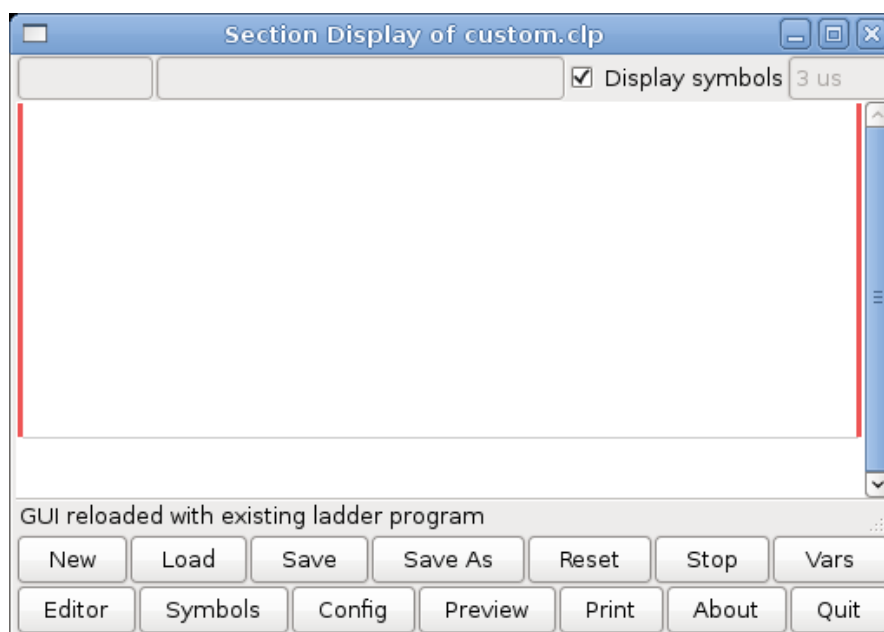 Section Display of custom.clp
Display symbols 3 us
GUI reloaded with existing ladder program
New Load Save Save As Reset Stop Vars
Editor Symbols Config Preview Print About Quit